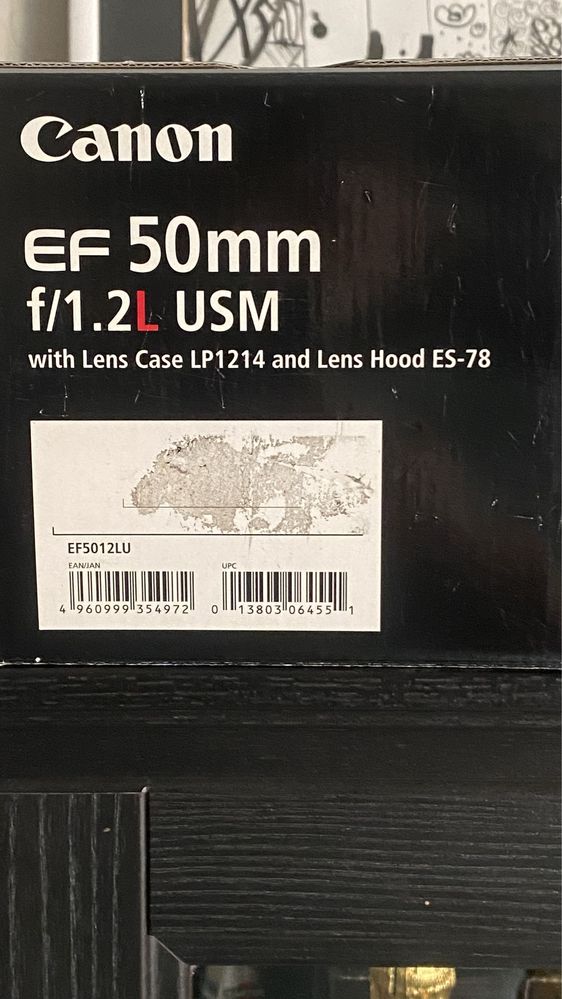 Canon
EF 50mm
f/1.2L USM
with Lens Case LP1214 and Lens Hood ES-78
EF5012LU
EAN/JAN
UPC
4 960999 354972
0 13803 06455 1